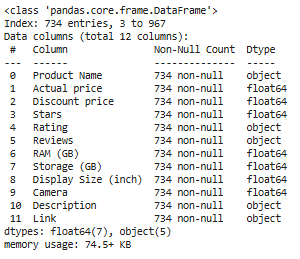 <class 'pandas.core.frame.DataFrame'>
Index: 734 entries, 3 to 967
Data columns (total 12 columns):
 #   Column                Non-Null Count  Dtype
---  ------                --------------  -----
 0   Product Name          734 non-null    object
 1   Actual price          734 non-null    float64
 2   Discount price        734 non-null    float64
 3   Stars                 734 non-null    float64
 4   Rating                734 non-null    object
 5   Reviews               734 non-null    object
 6   RAM (GB)              734 non-null    float64
 7   Storage (GB)          734 non-null    float64
 8   Display Size (inch)   734 non-null    float64
 9   Camera                734 non-null    float64
 10  Description           734 non-null    object
 11  Link                  734 non-null    object
dtypes: float64(7), object(5)
memory usage: 74.5+ KB